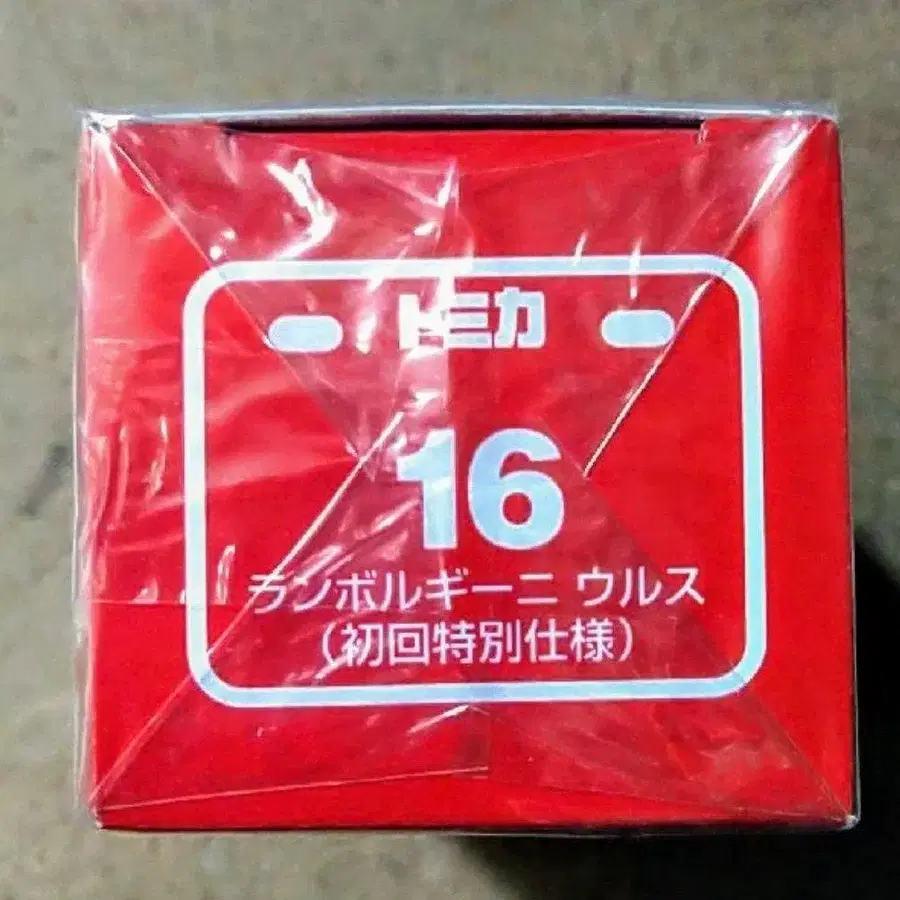 トミカ
16
ランボルギーニ ウルス
（初回特別仕様）